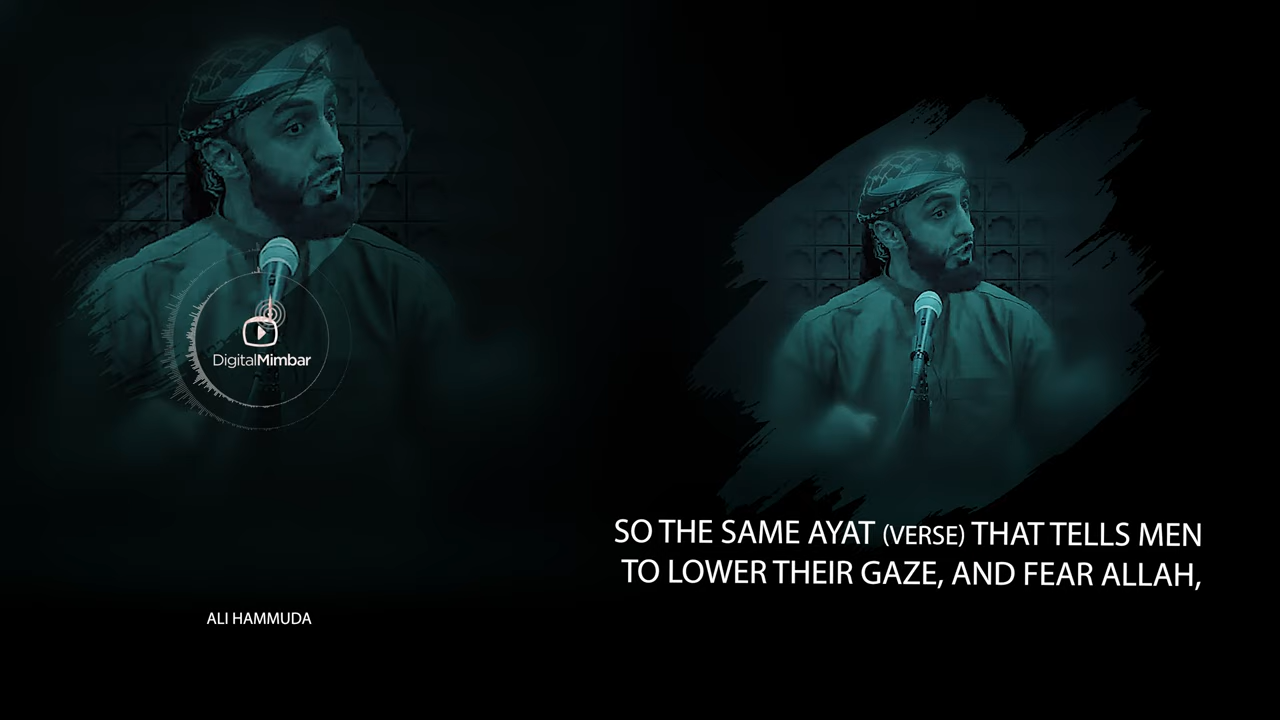 DigitalMimbar
ALI HAMMUDA
SO THE SAME AYAT (VERSE) THAT TELLS MEN
TO LOWER THEIR GAZE, AND FEAR ALLAH,